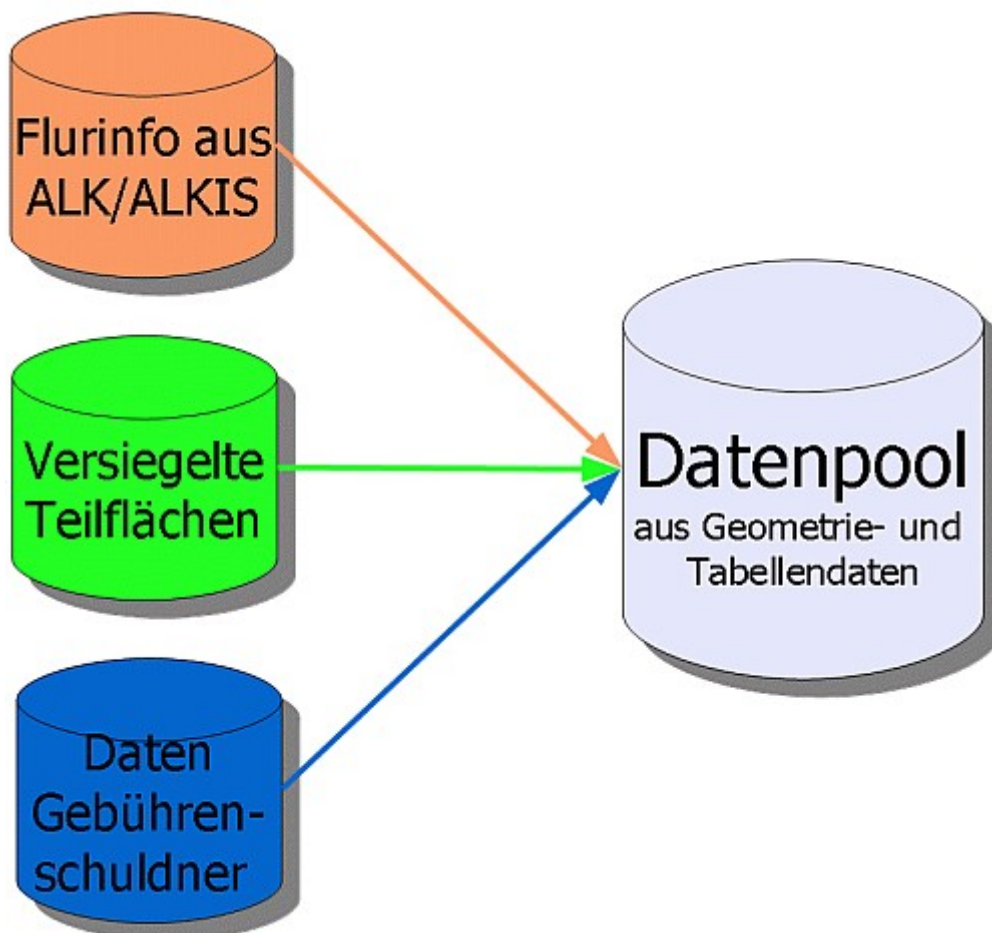 Flurinfo aus
ALK/ALKIS
Versiegelte
Teilflächen
Daten
Gebühren-
schuldner
Datenpool
aus Geometrie- und
Tabellendaten